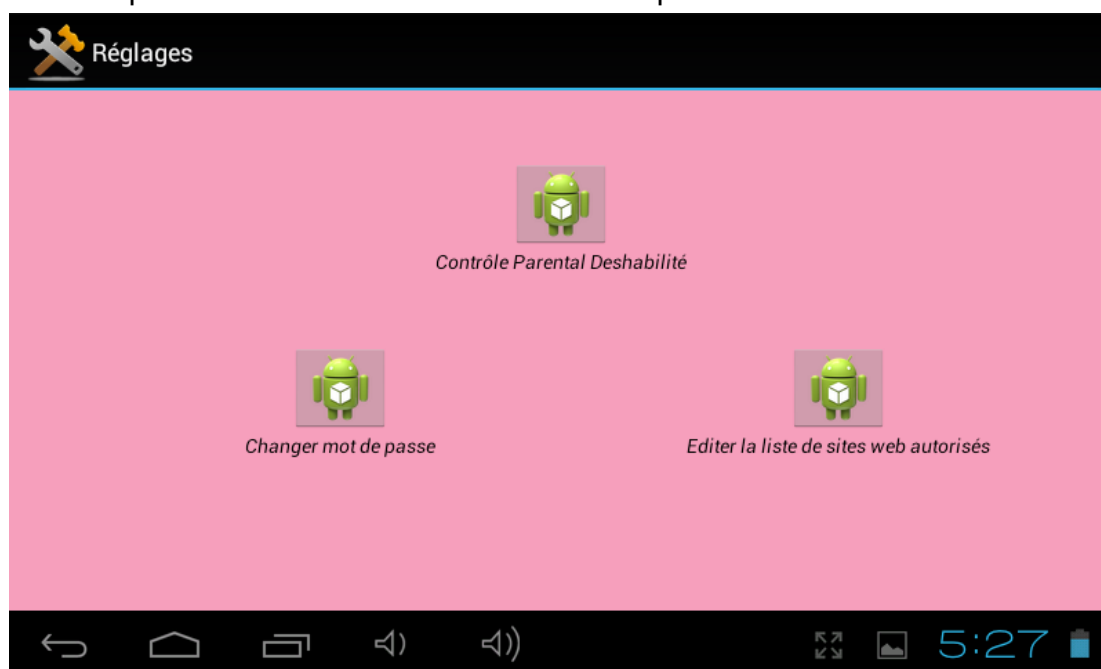 Réglages
Contrôle Parental Deshabilité
Changer mot de passe
Editer la liste de sites web autorisés
5:27